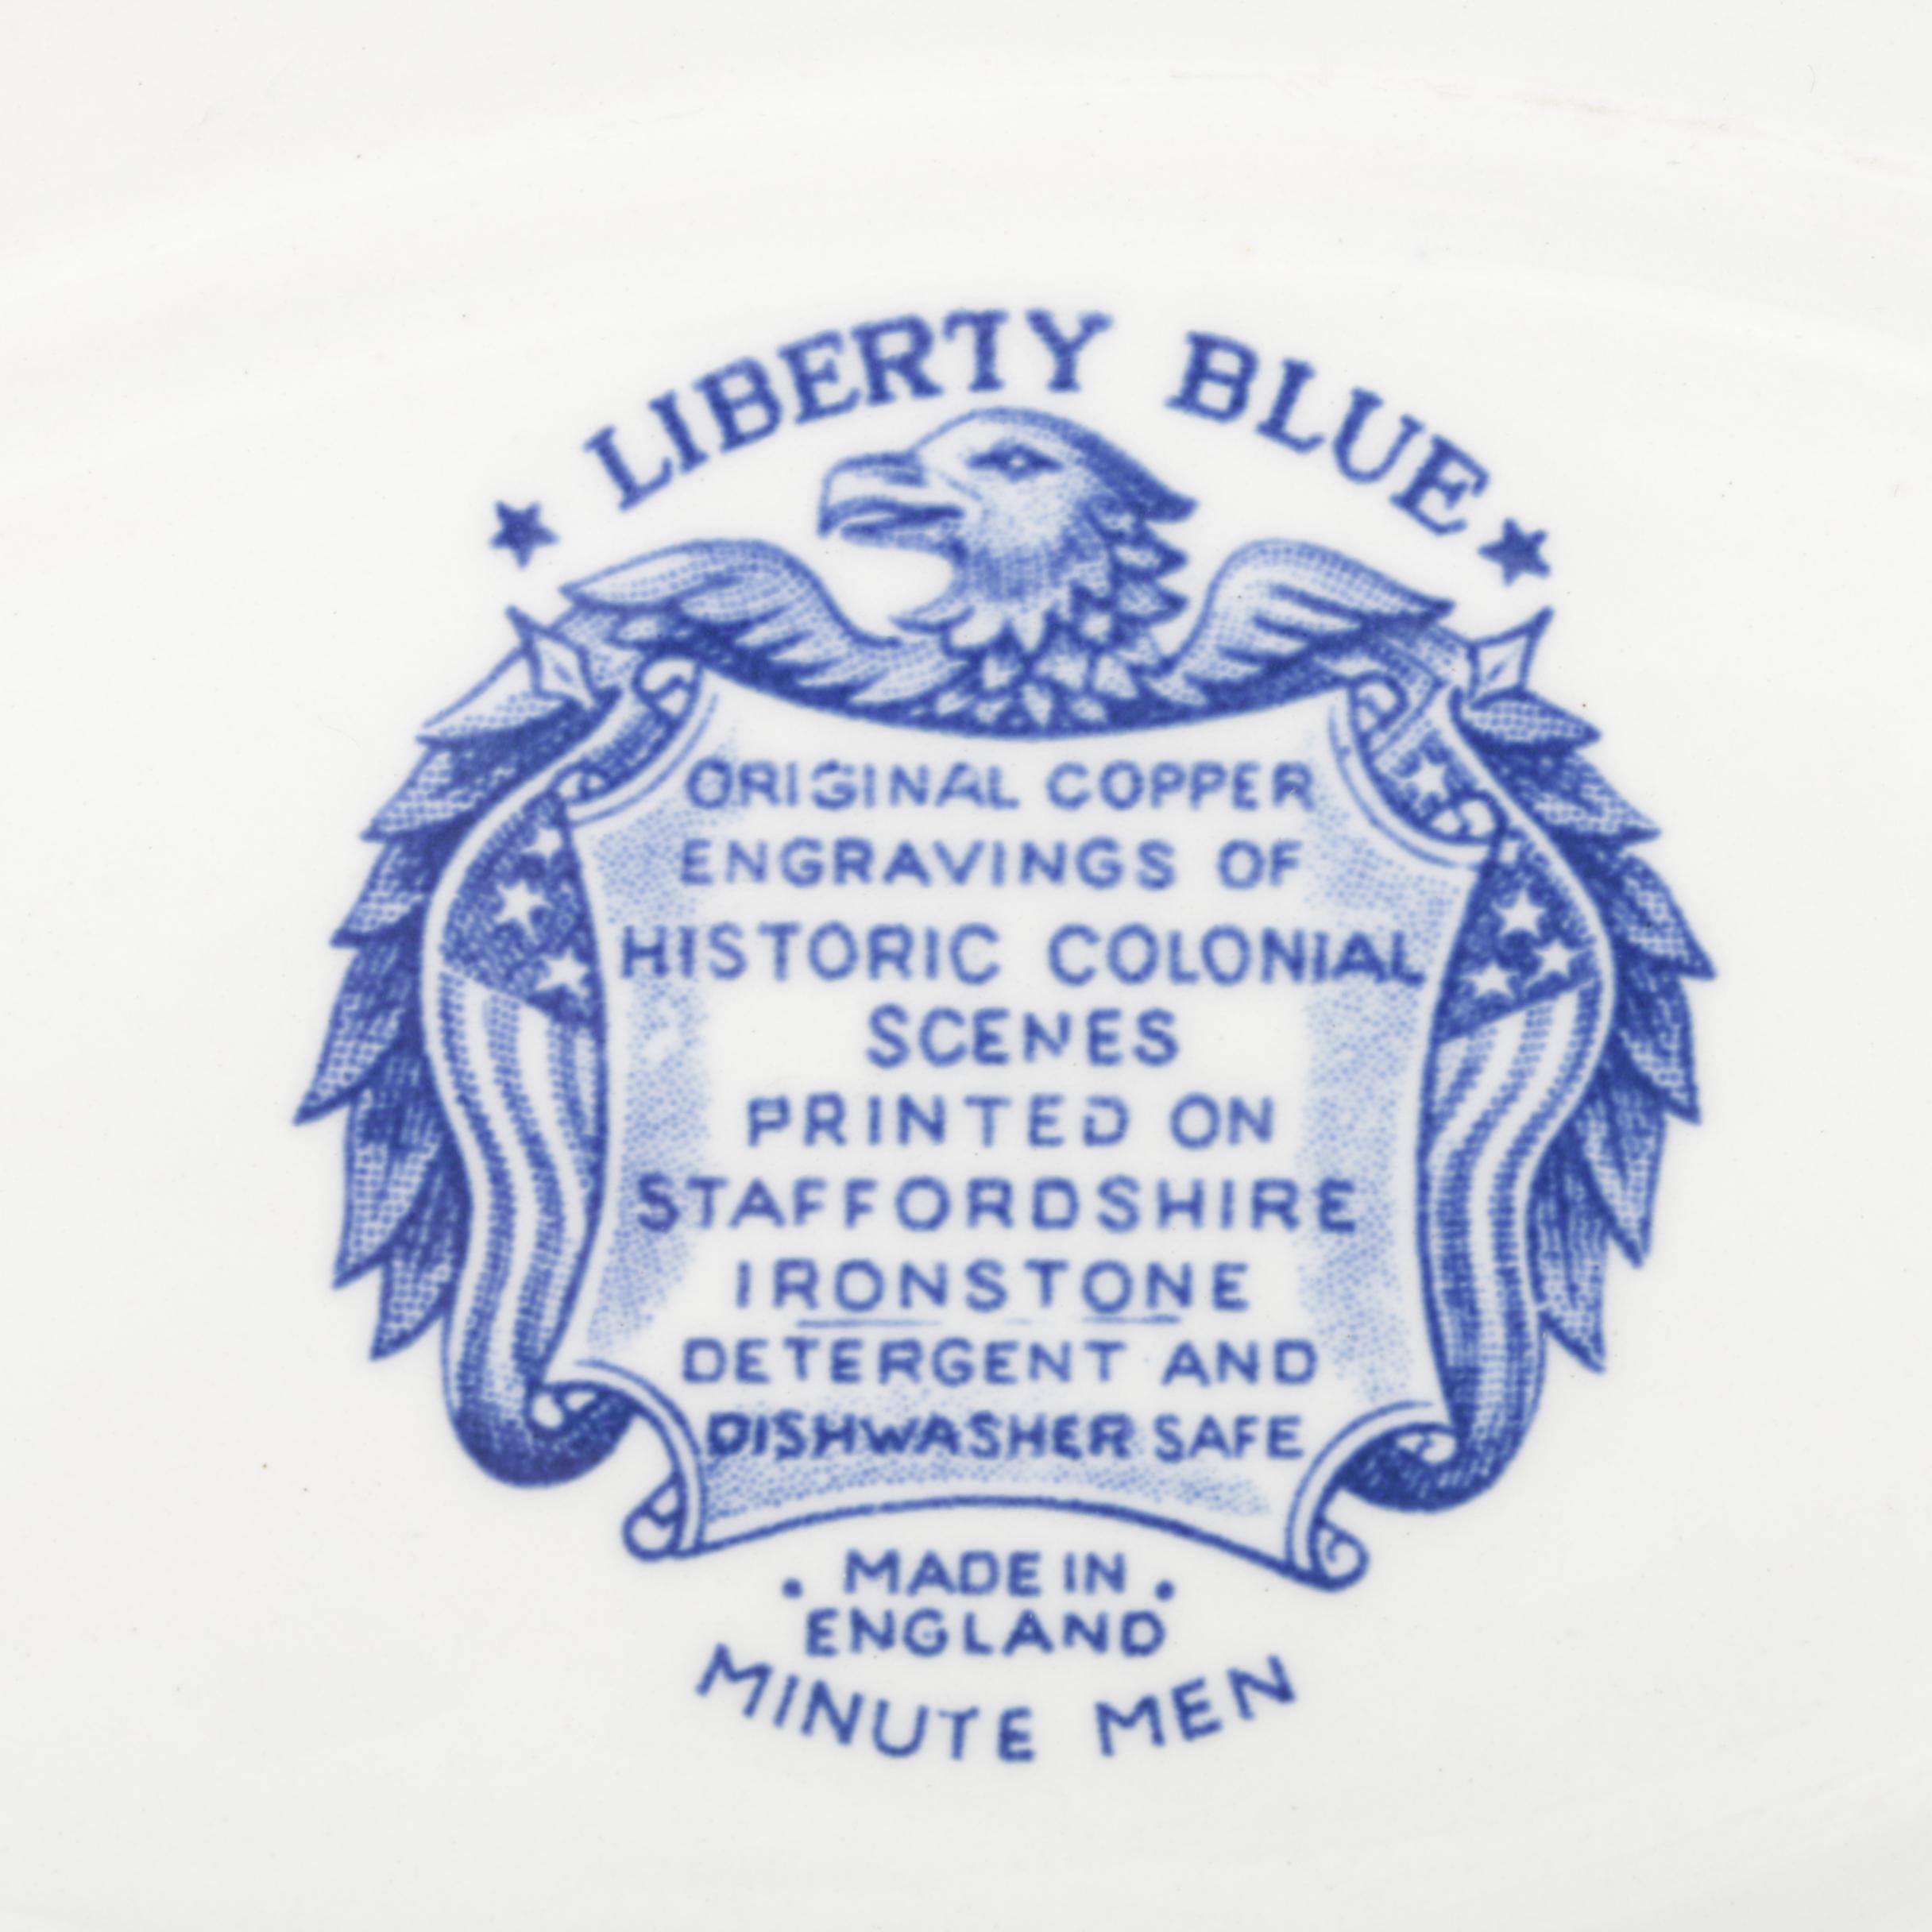 LIBERTY BLUE
ORIGINAL COPPER
ENGRAVINGS OF
HISTORIC COLONIAL
SCENES
PRINTED ON
STAFFORDSHIRE
IRONSTONE
DETERGENT AND
DISHWASHER SAFE
MADE IN
ENGLAND
MINUTE MEN